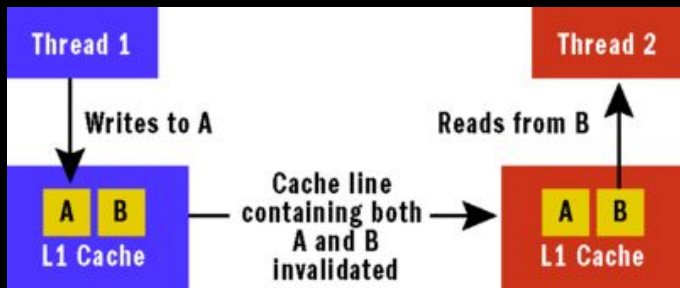 Thread 1
Thread 2
Writes to A
Reads from B
A B
L1 Cache
Cache line
containing both
A and B
invalidated
A B
L1 Cache